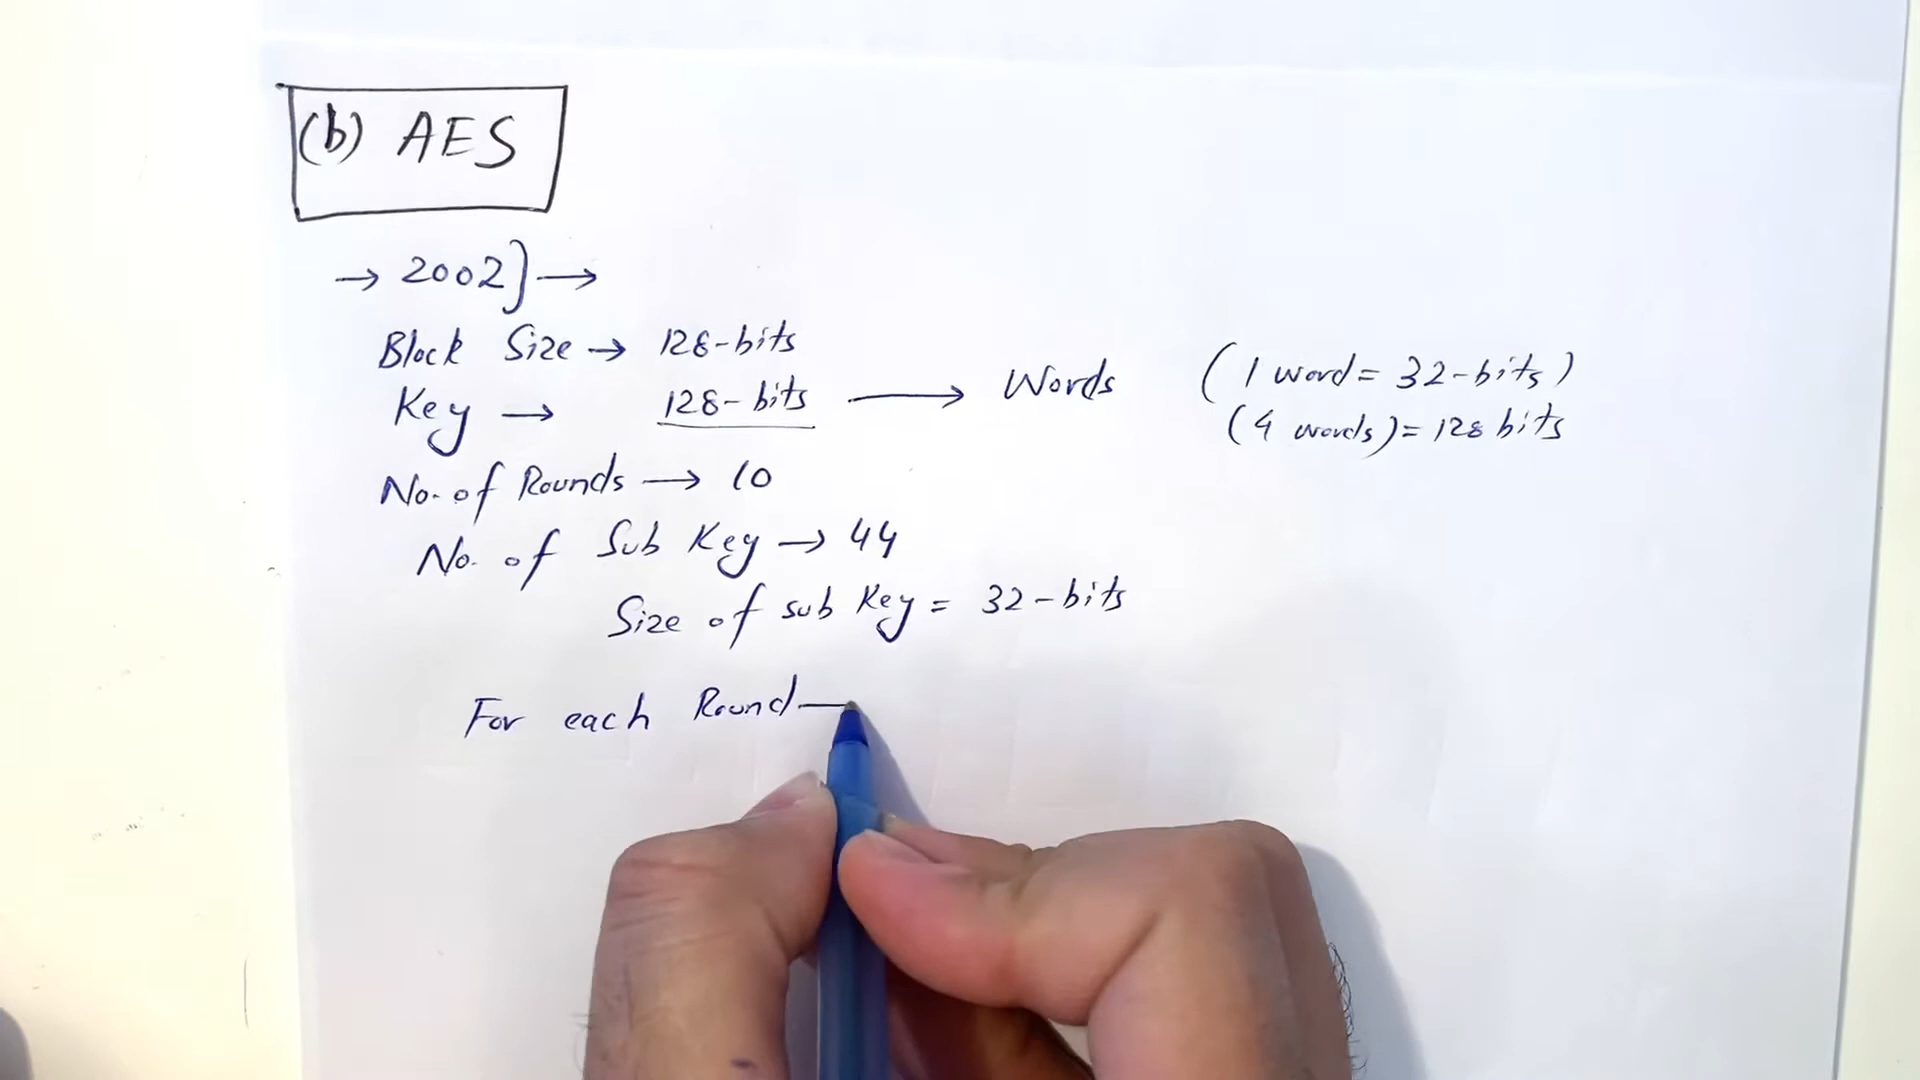 (b) AES
→ 2002) →
Block Size → 128-bits
Key → 128-bits → Words (1 word = 32-bits)
(4 words) = 128 bits
No. of Rounds → 10
No. of Sub Key → 44
Size of sub Key = 32-bits
For each Round —